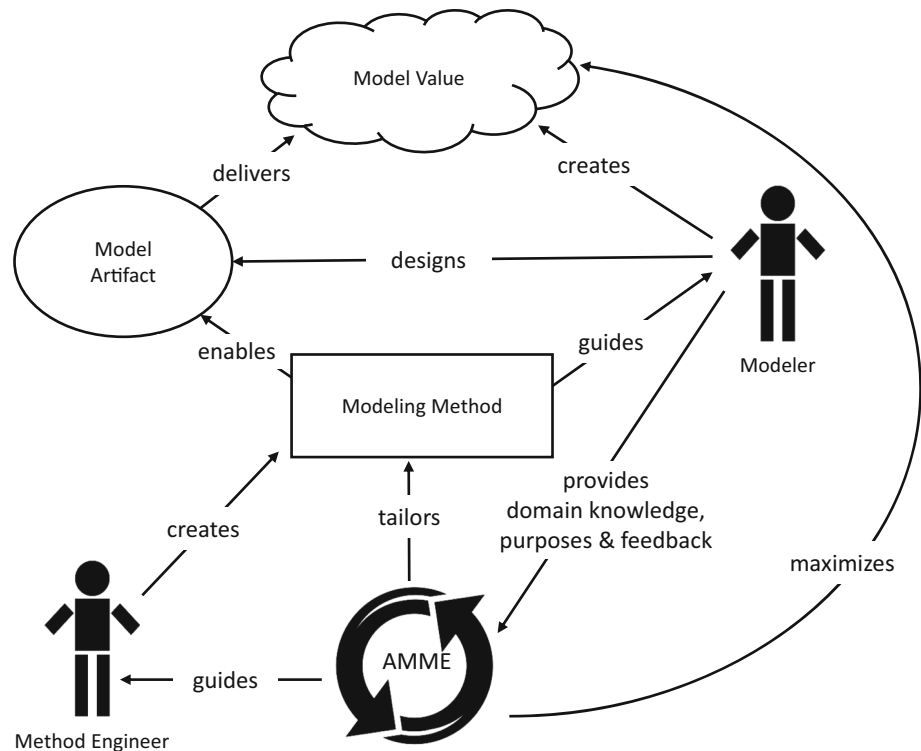 Model Value
delivers
creates
Model
Artifact
designs
enables
guides
Modeler
Modeling Method
provides
domain knowledge,
purposes & feedback
creates
tailors
maximizes
AMME
guides
Method Engineer